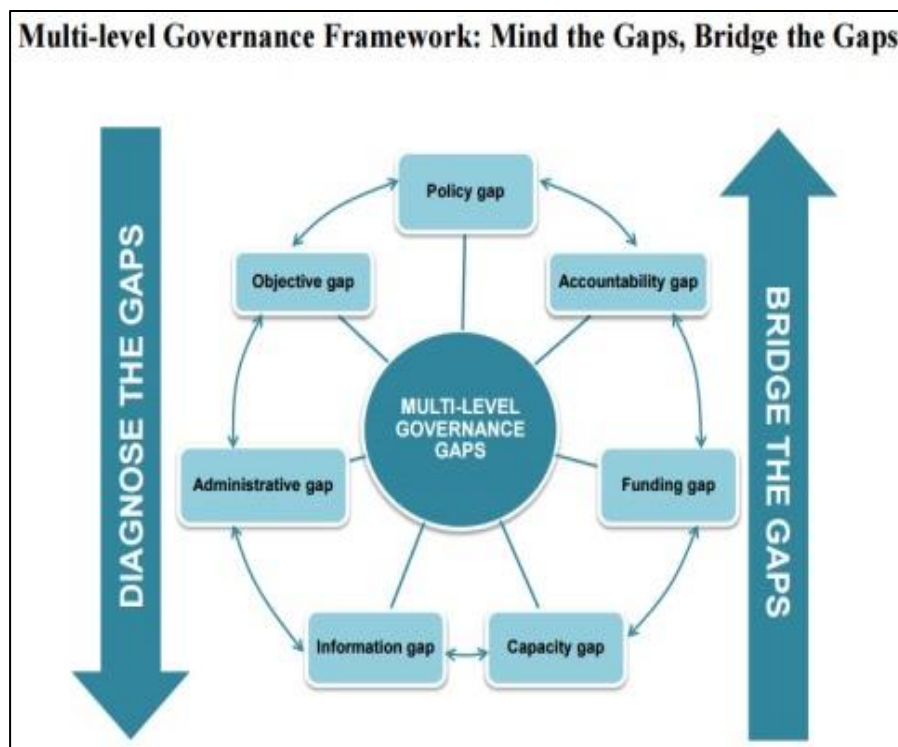 Multi-level Governance Framework: Mind the Gaps, Bridge the Gaps
DIAGNOSE THE GAPS
Policy gap
Objective gap
Accountability gap
MULTI-LEVEL
GOVERNANCE
GAPS
Administrative gap
Funding gap
Information gap
Capacity gap
BRIDGE THE GAPS